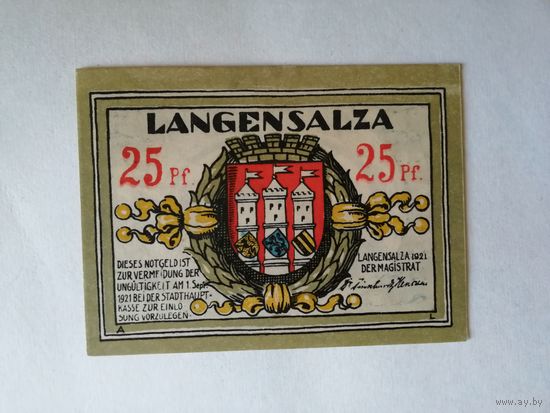 LANGENSALZA
25 Pf. 25 Pf.
DIESES NOTGELD IST
ZUR VERMEIDUNG DER
UNGÜLTIGKEIT AM 1. Sept.
1921 BEI DER STADTHAUPT-
KASSE ZUR EINLÖ
SUNG VORZULEGEN.
LANGENSALZA 1921
DER MAGISTRAT
A L
www.ay.by